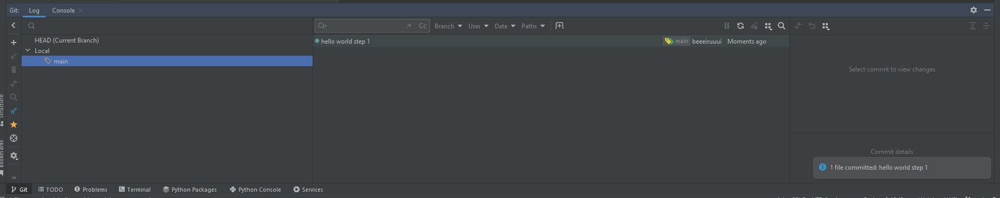 Git: Log Console
Cc Branch User Date Paths
HEAD (Current Branch)
Local
main
hello world step 1 main beeeiruuui Moments ago
Select commit to view changes
Commit details
1 file committed: hello world step 1
Structure
Bookmarks
Git TODO Problems Terminal Python Packages Python Console Services